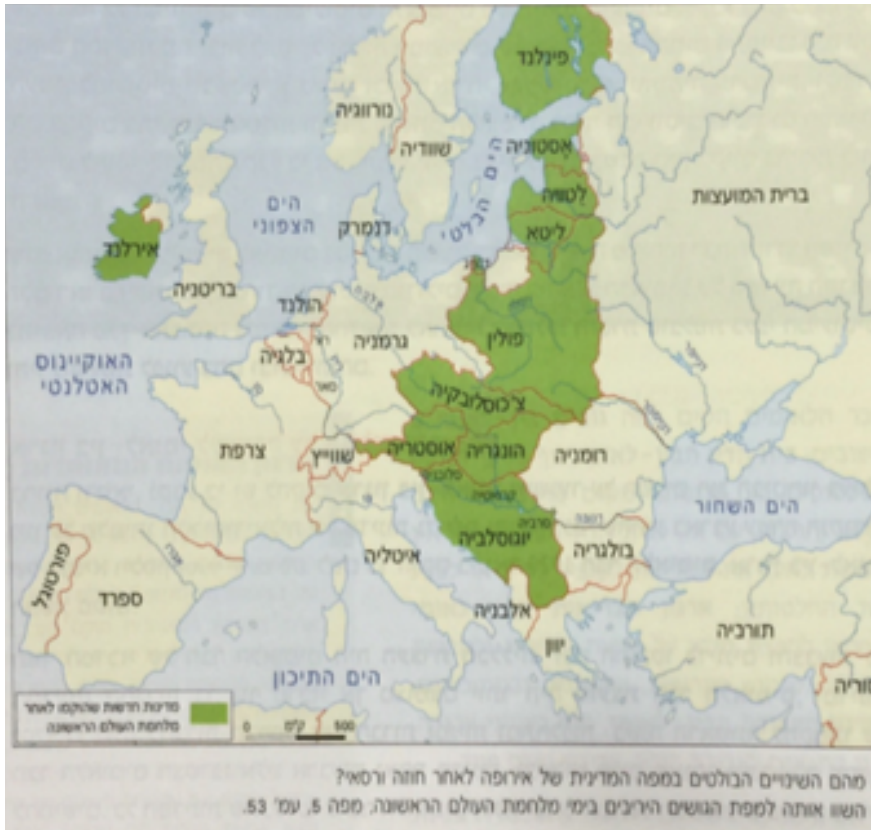 פינלנד
נורווגיה
שוודיה
אסטוניה
לטוויה
ליטא
ברית המועצות
הים הבלטי
הים
הצפוני
דנמרק
אירלנד
בריטניה
הולנד
גרמניה
פולין
בלגיה
האוקיינוס
האטלנטי
צ'כוסלובקיה
צרפת
שווייץ
אוסטריה
הונגריה
רומניה
הים השחור
יוגוסלביה
סרביה
בולגריה
איטליה
פורטוגל
ספרד
אלבניה
יוון
תורכיה
סוריה
הים התיכון
מדינות חדשות שהוקמו לאחר
מלחמת העולם הראשונה
0 ק"מ 500
מהם השינויים הבולטים במפה המדינית של אירופה לאחר חוזה ורסאי?
השוו אותה למפת הגושים היריבים בימי מלחמת העולם הראשונה, מפה 5, עמ' 53.